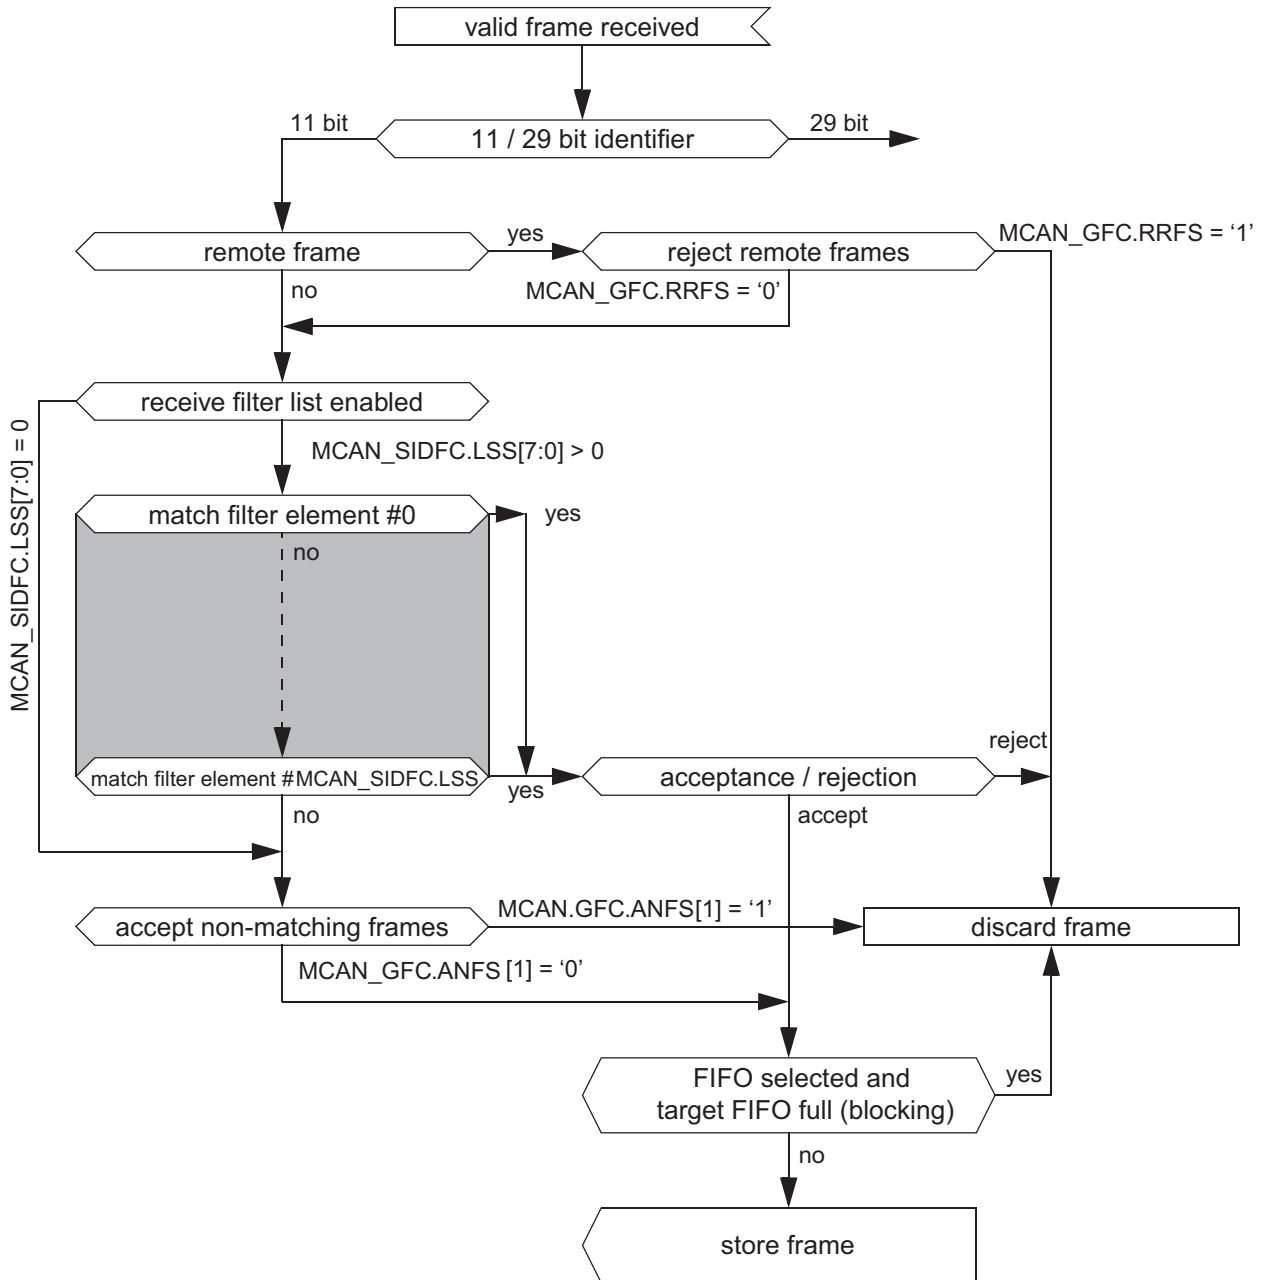 valid frame received
11 bit
11 / 29 bit identifier
29 bit
remote frame
yes
reject remote frames
MCAN_GFC.RRFS = ‘1’
no
MCAN_GFC.RRFS = ‘0’
receive filter list enabled
MCAN_SIDFC.LSS[7:0] = 0
MCAN_SIDFC.LSS[7:0] > 0
match filter element #0
yes
no
match filter element #MCAN_SIDFC.LSS
yes
acceptance / rejection
reject
no
accept
accept non-matching frames
MCAN.GFC.ANFS[1] = ‘1’
discard frame
MCAN_GFC.ANFS [1] = ‘0’
FIFO selected and
target FIFO full (blocking)
yes
no
store frame